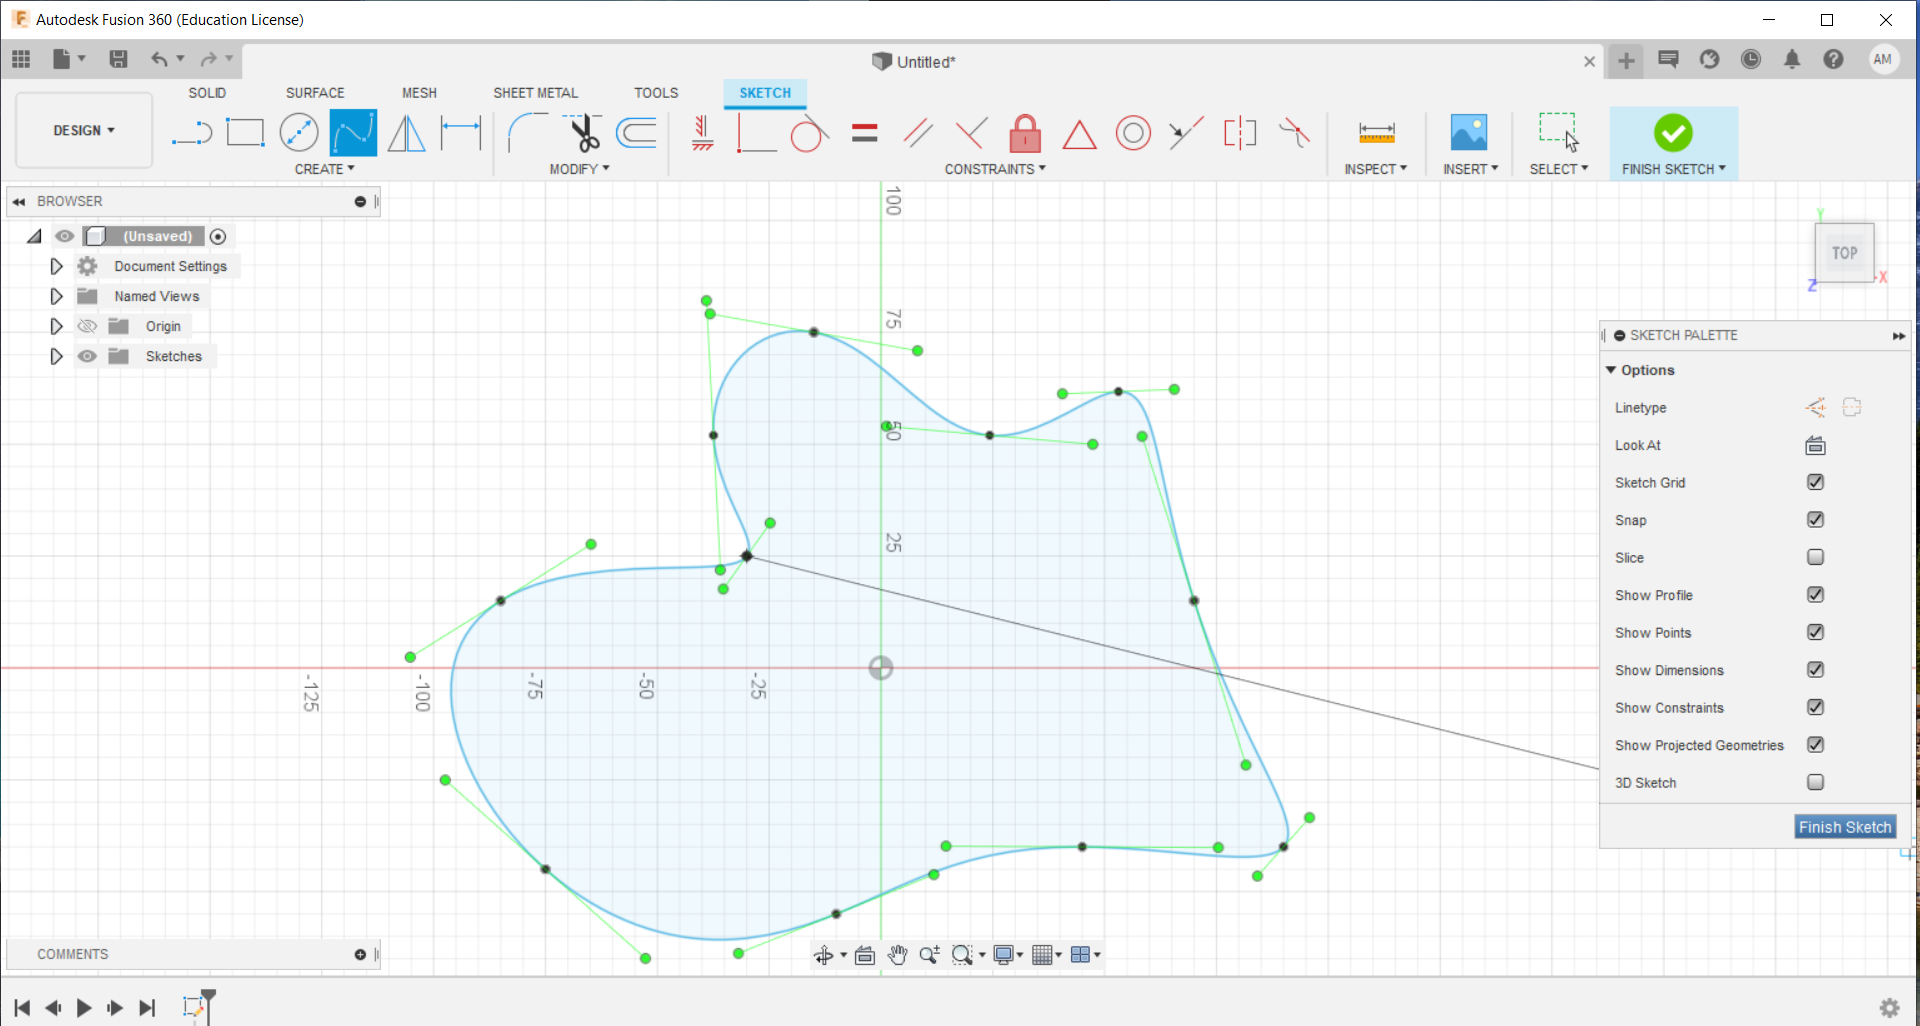 Autodesk Fusion 360 (Education License)
Untitled*
AM
DESIGN
SOLID SURFACE MESH SHEET METAL TOOLS SKETCH
CREATE MODIFY CONSTRAINTS INSPECT INSERT SELECT FINISH SKETCH
BROWSER
(Unsaved)
Document Settings
Named Views
Origin
Sketches
100
75
50
25
-125
-100
-75
-50
-25
Y
TOP
X
Z
SKETCH PALETTE
Options
Linetype
Look At
Sketch Grid
Snap
Slice
Show Profile
Show Points
Show Dimensions
Show Constraints
Show Projected Geometries
3D Sketch
Finish Sketch
COMMENTS